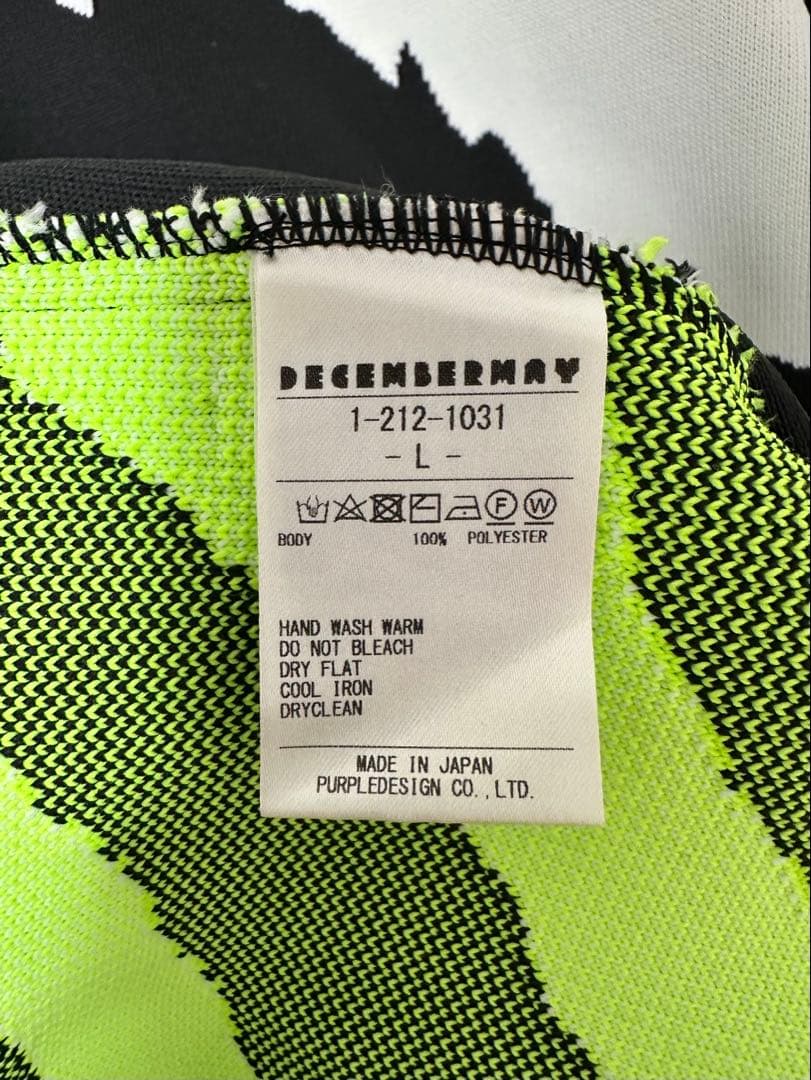 DECEMBERMAY
1-212-1031
- L -
F W
BODY 100% POLYESTER
HAND WASH WARM
DO NOT BLEACH
DRY FLAT
COOL IRON
DRYCLEAN
MADE IN JAPAN
PURPLEDESIGN CO.,LTD.